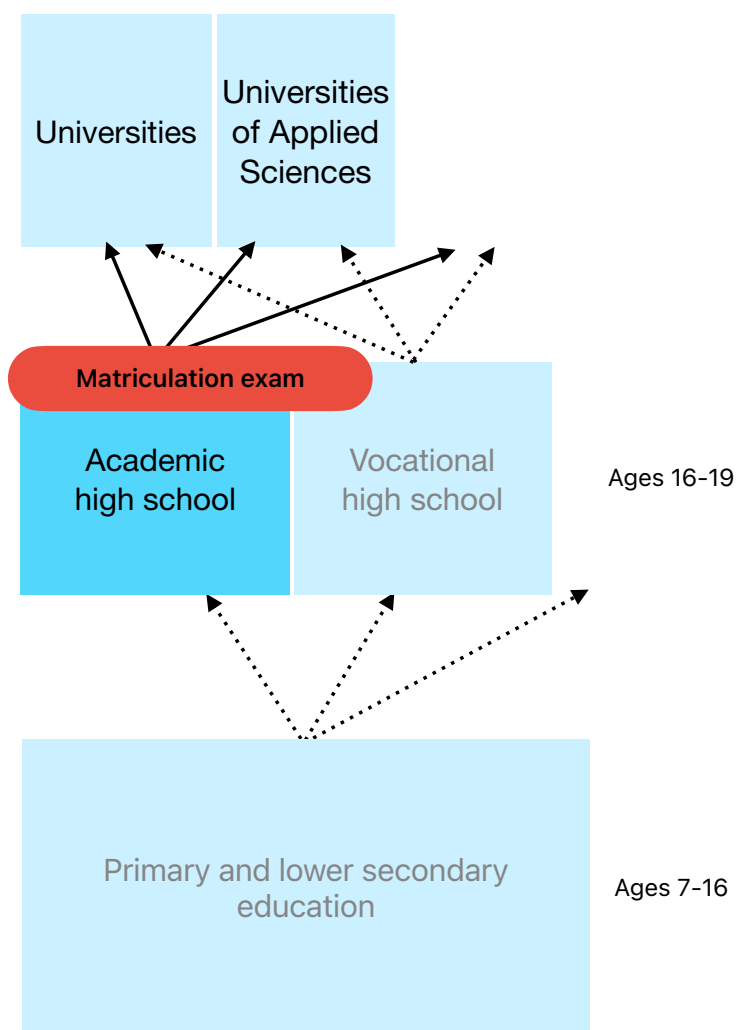 Universities
Universities
of Applied
Sciences
Matriculation exam
Academic
high school
Vocational
high school
Ages 16-19
Primary and lower secondary
education
Ages 7-16